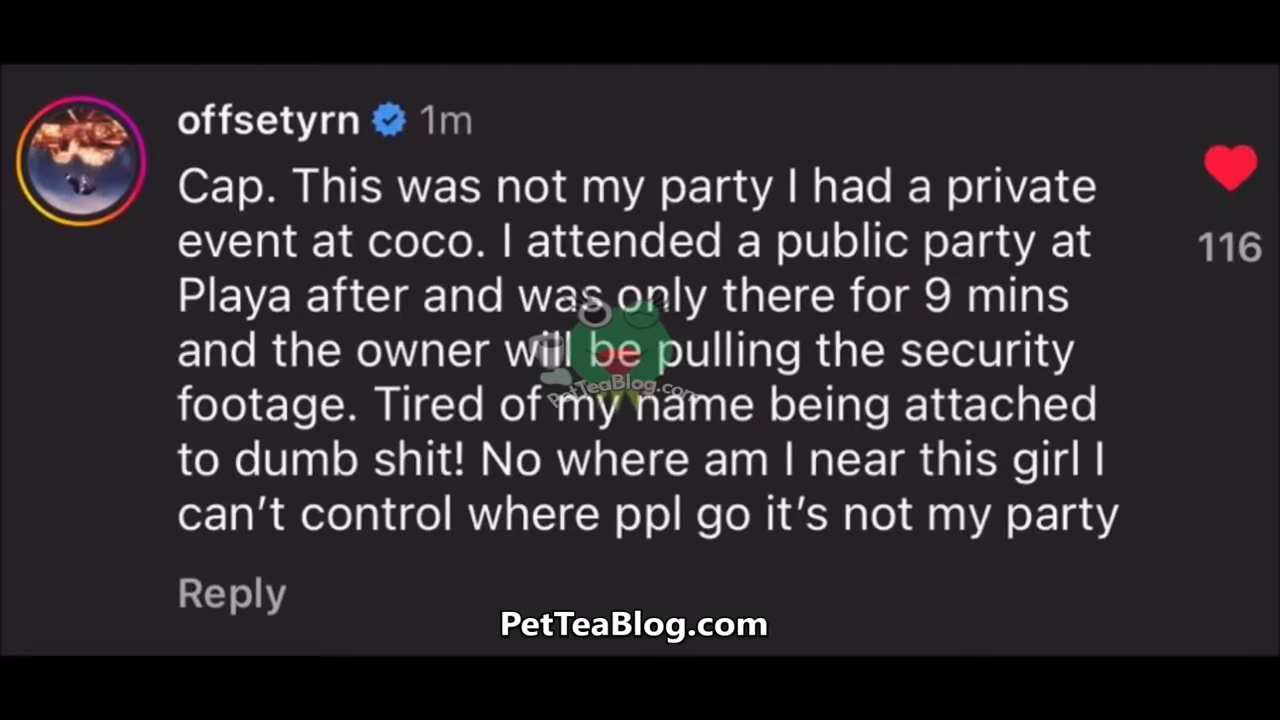 offsetyrn 1m
Cap. This was not my party I had a private
event at coco. I attended a public party at
Playa after and was only there for 9 mins
and the owner will be pulling the security
footage. Tired of my name being attached
to dumb shit! No where am I near this girl I
can't control where ppl go it's not my party
116
Reply
PetTeaBlog.com
PetTeaBlog.com